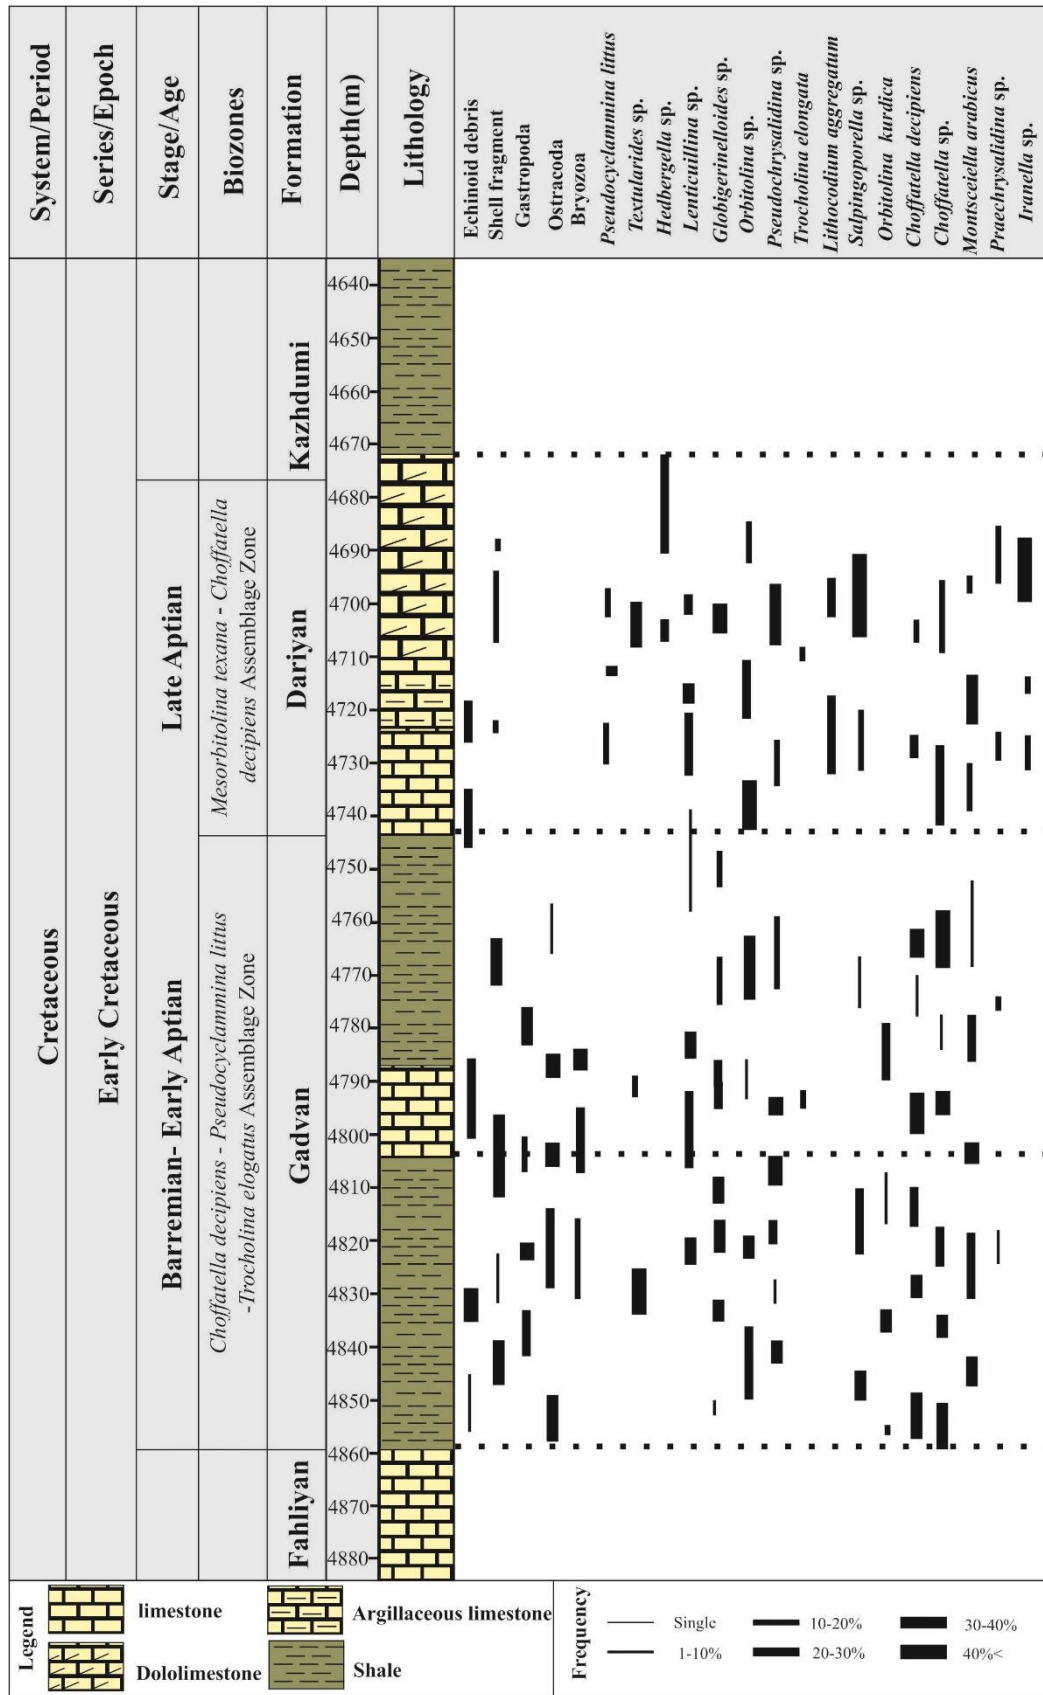 System/Period
Series/Epoch
Stage/Age
Biozones
Formation
Depth(m)
Lithology
Echinoid debris
Shell fragment
Gastropoda
Ostracoda
Bryozoa
Pseudocyclammina littus
Textularides sp.
Hedbergella sp.
Lenticuillina sp.
Globigerinelloides sp.
Orbitolina sp.
Pseudochrysalidina sp.
Trocholina elongata
Lithocodium aggregatum
Salpingoporella sp.
Orbitolina kurdica
Choffatella decipiens
Choffatella sp.
Montsceiella arabicus
Praechrysalidina sp.
Iranella sp.
Cretaceous
Early Cretaceous
Late Aptian
Barremian- Early Aptian
Mesorbitolina texana - Choffatella
decipiens Assemblage Zone
Choffatella decipiens - Pseudocyclammina littus
-Trocholina elogatus Assemblage Zone
Kazhdumi
Dariyan
Gadvan
Fahliyan
4640
4650
4660
4670
4680
4690
4700
4710
4720
4730
4740
4750
4760
4770
4780
4790
4800
4810
4820
4830
4840
4850
4860
4870
4880
Legend
limestone
Argillaceous limestone
Dololimestone
Shale
Frequency
Single
10-20%
30-40%
1-10%
20-30%
40%<